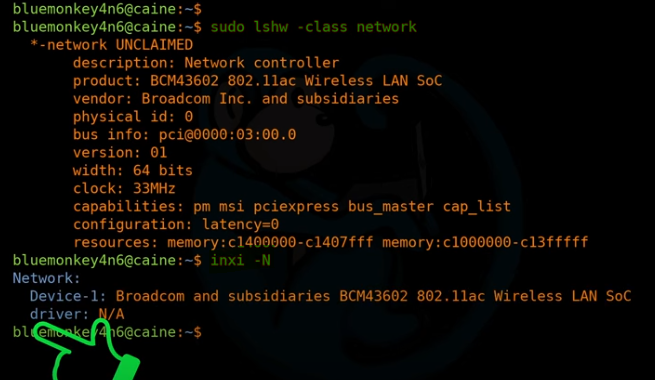 bluemonkey4n6@caine:~$
bluemonkey4n6@caine:~$ sudo lshw -class network
*-network UNCLAIMED
description: Network controller
product: BCM43602 802.11ac Wireless LAN SoC
vendor: Broadcom Inc. and subsidiaries
physical id: 0
bus info: pci@0000:03:00.0
version: 01
width: 64 bits
clock: 33MHz
capabilities: pm msi pciexpress bus_master cap_list
configuration: latency=0
resources: memory:c1400000-c1407fff memory:c1000000-c13fffff
bluemonkey4n6@caine:~$ inxi -N
Network:
Device-1: Broadcom and subsidiaries BCM43602 802.11ac Wireless LAN SoC
driver: N/A
bluemonkey4n6@caine:~$